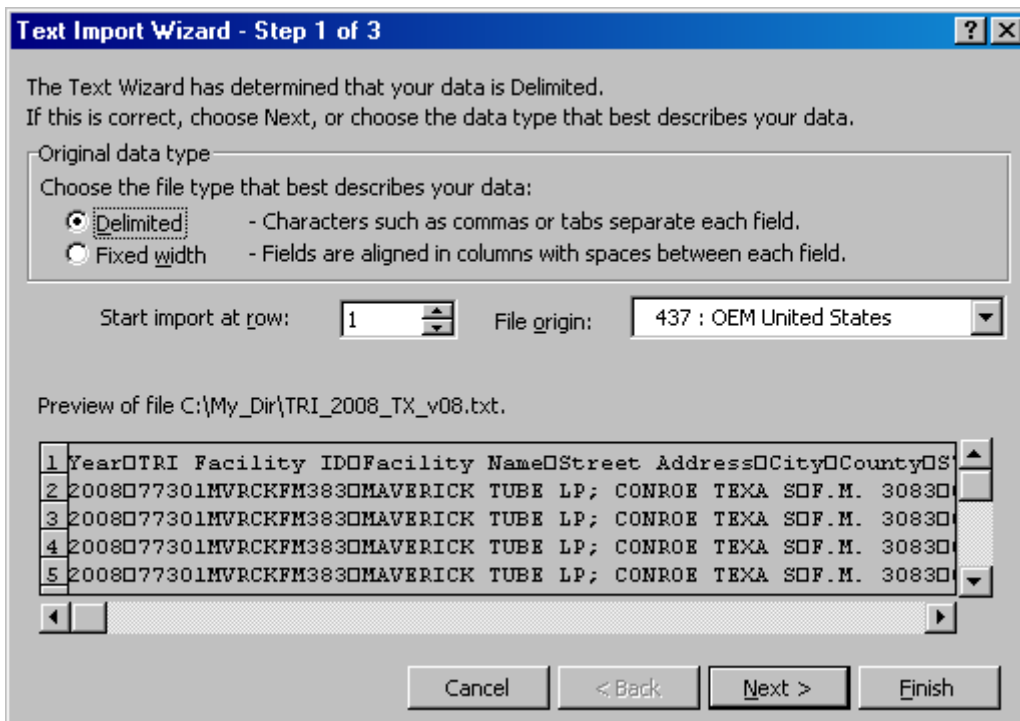 Text Import Wizard - Step 1 of 3
The Text Wizard has determined that your data is Delimited.
If this is correct, choose Next, or choose the data type that best describes your data.
Original data type
Choose the file type that best describes your data:
Delimited - Characters such as commas or tabs separate each field.
Fixed width - Fields are aligned in columns with spaces between each field.
Start import at row: 1 File origin: 437 : OEM United States
Preview of file C:\My_Dir\TRI_2008_TX_v08.txt.
1 Year□TRI Facility ID□Facility Name□Street Address□City□County□S
2 2008□77301MVRCKFM383□MAVERICK TUBE LP; CONROE TEXA S□F.M. 3083□
3 2008□77301MVRCKFM383□MAVERICK TUBE LP; CONROE TEXA S□F.M. 3083□
4 2008□77301MVRCKFM383□MAVERICK TUBE LP; CONROE TEXA S□F.M. 3083□
5 2008□77301MVRCKFM383□MAVERICK TUBE LP; CONROE TEXA S□F.M. 3083□
Cancel < Back Next > Finish